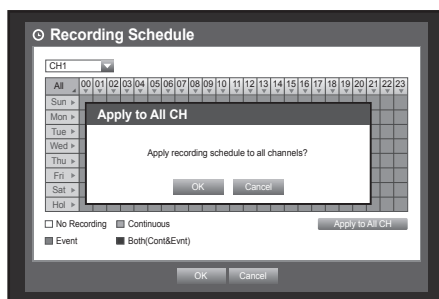 Recording Schedule
CH1
All 00 01 02 03 04 05 06 07 08 09 10 11 12 13 14 15 16 17 18 19 20 21 22 23
Sun
Mon
Tue
Wed
Thu
Fri
Sat
Hol
Apply to All CH
Apply recording schedule to all channels?
OK Cancel
No Recording Continuous Apply to All CH
Event Both(Cont&Evnt)
OK Cancel